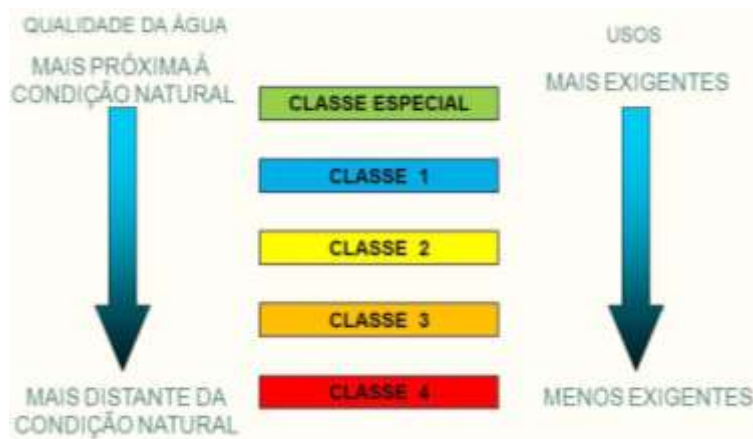 QUALIDADE DA ÁGUA
MAIS PRÓXIMA À
CONDIÇÃO NATURAL
USOS
MAIS EXIGENTES
CLASSE ESPECIAL
CLASSE 1
CLASSE 2
CLASSE 3
CLASSE 4
MAIS DISTANTE DA
CONDIÇÃO NATURAL
MENOS EXIGENTES